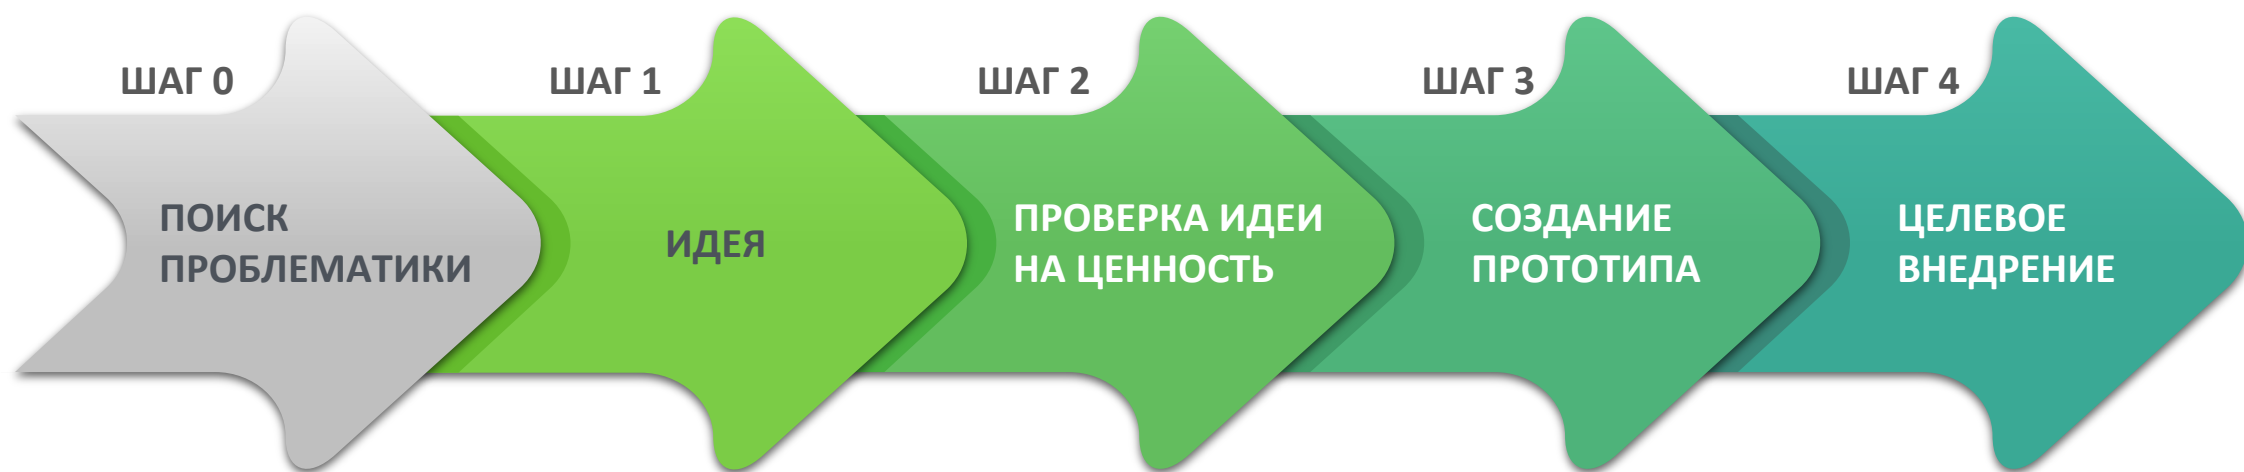 ШАГ 0
ПОИСК
ПРОБЛЕМАТИКИ
ШАГ 1
ИДЕЯ
ШАГ 2
ПРОВЕРКА ИДЕИ
НА ЦЕННОСТЬ
ШАГ 3
СОЗДАНИЕ
ПРОТОТИПА
ШАГ 4
ЦЕЛЕВОЕ
ВНЕДРЕНИЕ